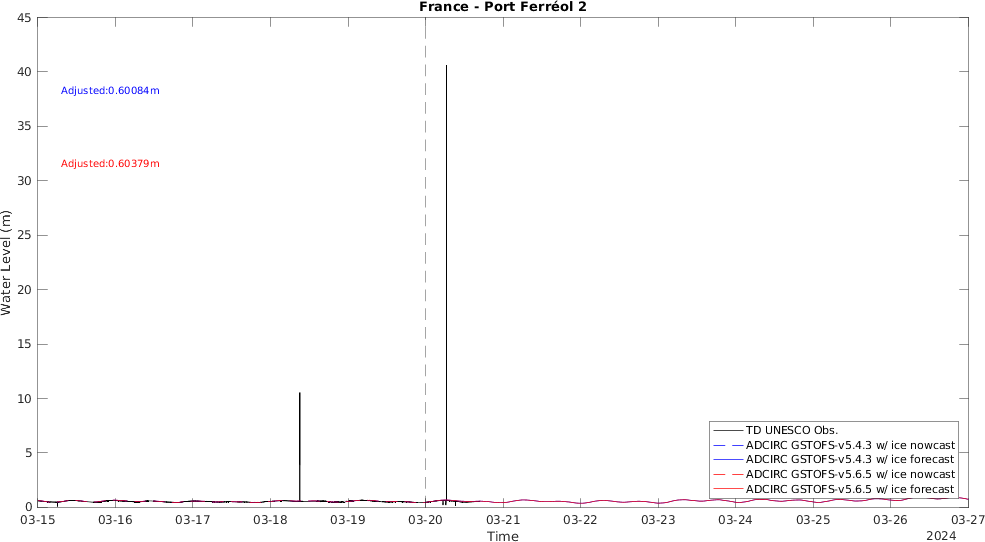 France - Port Ferréol 2
45
40
35
30
25
20
15
10
5
0
Water Level (m)
Adjusted:0.60084m
Adjusted:0.60379m
TD UNESCO Obs.
ADCIRC GSTOFS-v5.4.3 w/ ice nowcast
ADCIRC GSTOFS-v5.4.3 w/ ice forecast
ADCIRC GSTOFS-v5.6.5 w/ ice nowcast
ADCIRC GSTOFS-v5.6.5 w/ ice forecast
03-15 03-16 03-17 03-18 03-19 03-20 03-21 03-22 03-23 03-24 03-25 03-26 03-27
Time
2024